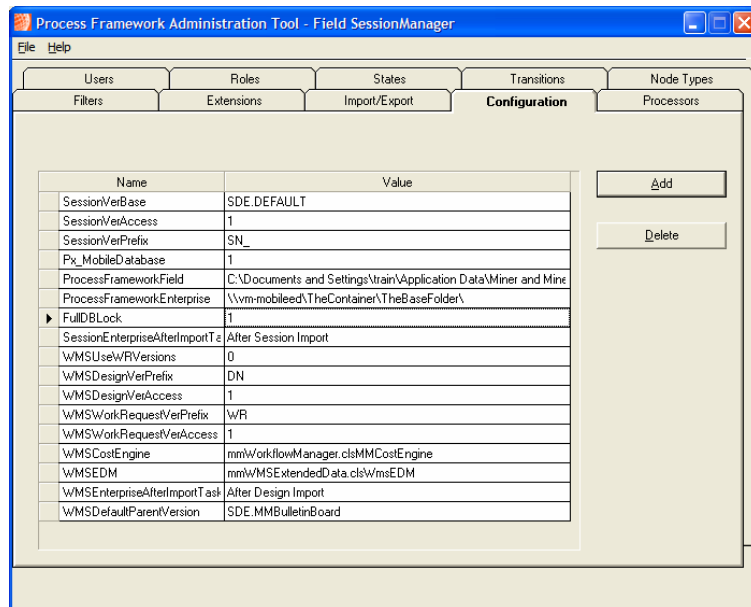 Process Framework Administration Tool - Field SessionManager
File Help
Users Roles States Transitions Node Types
Filters Extensions Import/Export Configuration Processors
Name Value
SessionVerBase SDE.DEFAULT
SessionVerAccess 1
SessionVerPrefix SN_
Px_MobileDatabase 1
ProcessFrameworkField C:\Documents and Settings\train\Application Data\Miner and Mine
ProcessFrameworkEnterprise \\vm-mobileed\TheContainer\TheBaseFolder\
FullDBLock 1
SessionEnterpriseAfterImportTa After Session Import
WMSUseWRVersions 0
WMSDesignVerPrefix DN
WMSDesignVerAccess 1
WMSWorkRequestVerPrefix WR
WMSWorkRequestVerAccess 1
WMSCostEngine mmWorkflowManager.clsMMCostEngine
WMSEDM mmWMSExtendedData.clsWmsEDM
WMSEnterpriseAfterImportTask After Design Import
WMSDefaultParentVersion SDE.MMBulletinBoard
Add
Delete